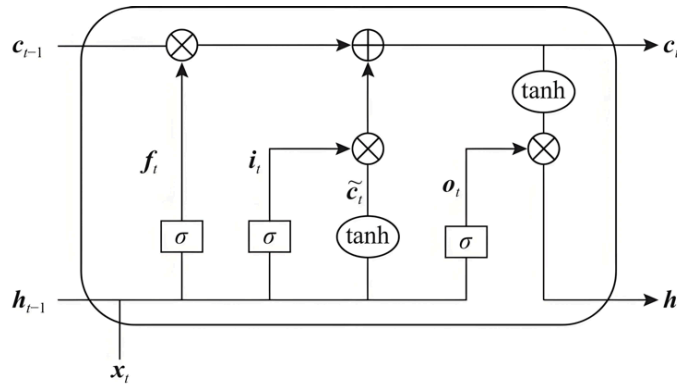 c_{t-1} c_t
tanh
f_t i_t c̃_t o_t
σ σ tanh σ
h_{t-1} h
x_t